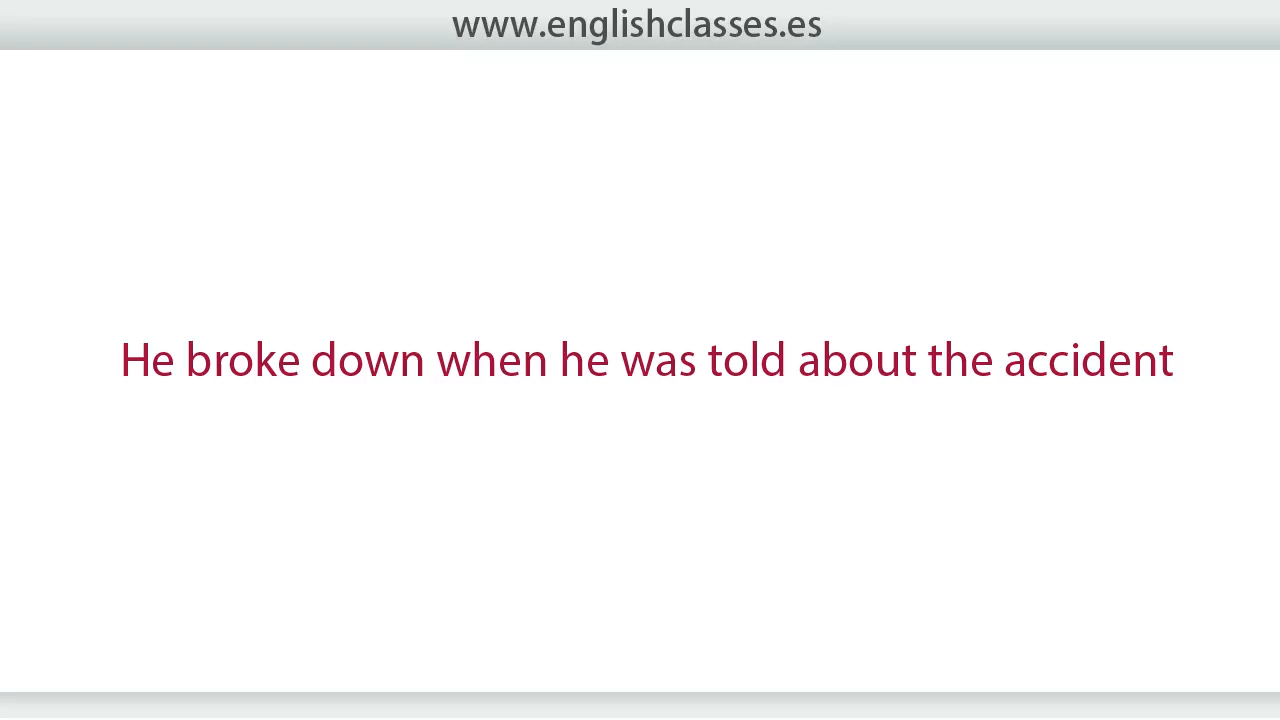 www.englishclasses.es
He broke down when he was told about the accident